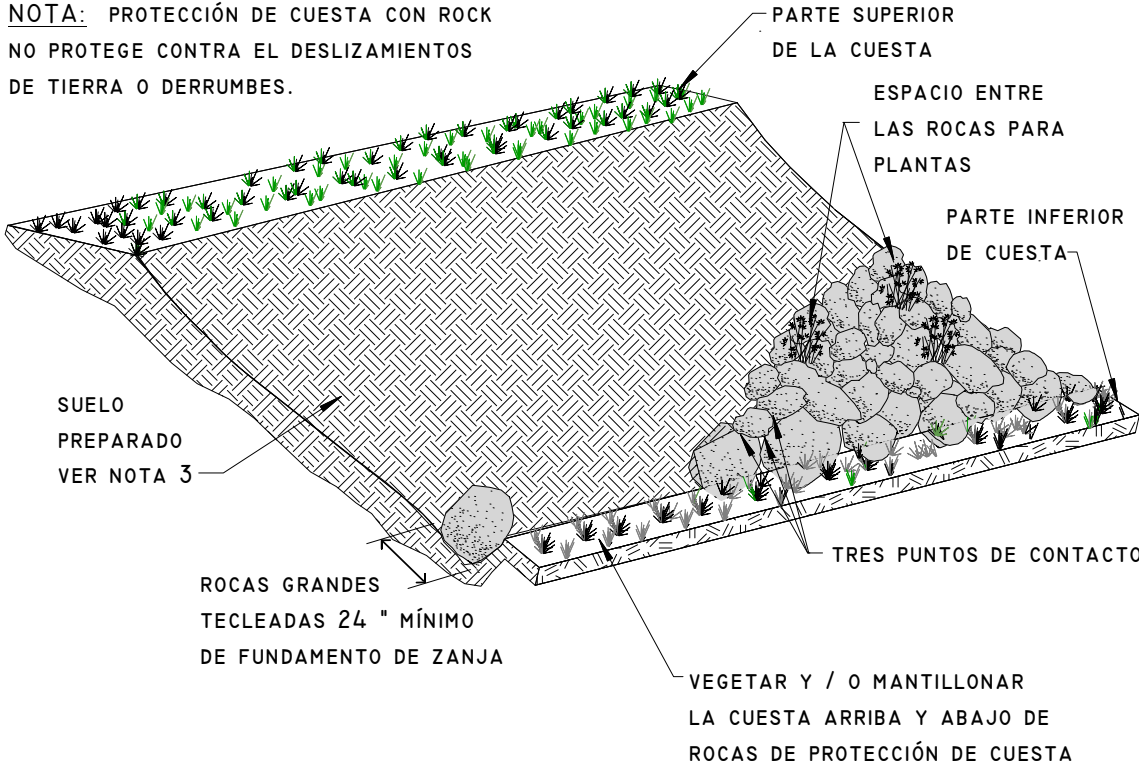 NOTA: PROTECCIÓN DE CUESTA CON ROCK
NO PROTEGE CONTRA EL DESLIZAMIENTOS
DE TIERRA O DERRUMBES.
PARTE SUPERIOR
DE LA CUESTA
ESPACIO ENTRE
LAS ROCAS PARA
PLANTAS
PARTE INFERIOR
DE CUESTA
SUELO
PREPARADO
VER NOTA 3
TRES PUNTOS DE CONTACTO
ROCAS GRANDES
TECLEADAS 24 " MÍNIMO
DE FUNDAMENTO DE ZANJA
VEGETAR Y / O MANTILLONAR
LA CUESTA ARRIBA Y ABAJO DE
ROCAS DE PROTECCIÓN DE CUESTA